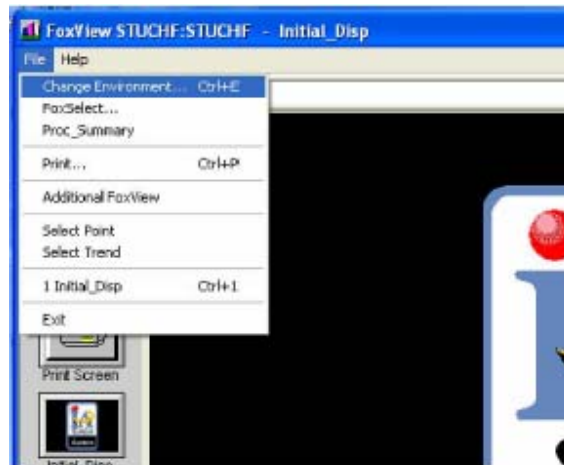 FoxView STUCHF:STUCHF - Initial_Disp
File Help
Change Environment... Ctrl+E
FoxSelect...
Proc_Summary
Print... Ctrl+P
Additional FoxView
Select Point
Select Trend
1 Initial_Disp Ctrl+1
Exit
Print Screen
Initial_Disp